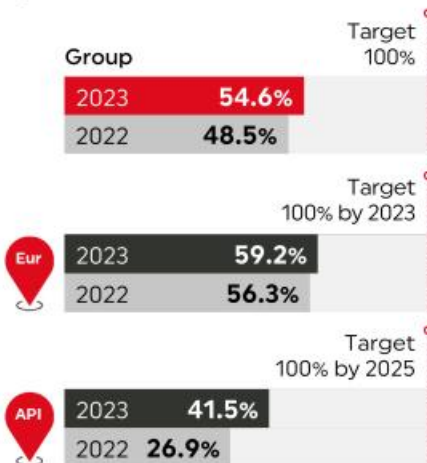 Target
100%
Group
2023 54.6%
2022 48.5%
Target
100% by 2023
Eur
2023 59.2%
2022 56.3%
Target
100% by 2025
API
2023 41.5%
2022 26.9%